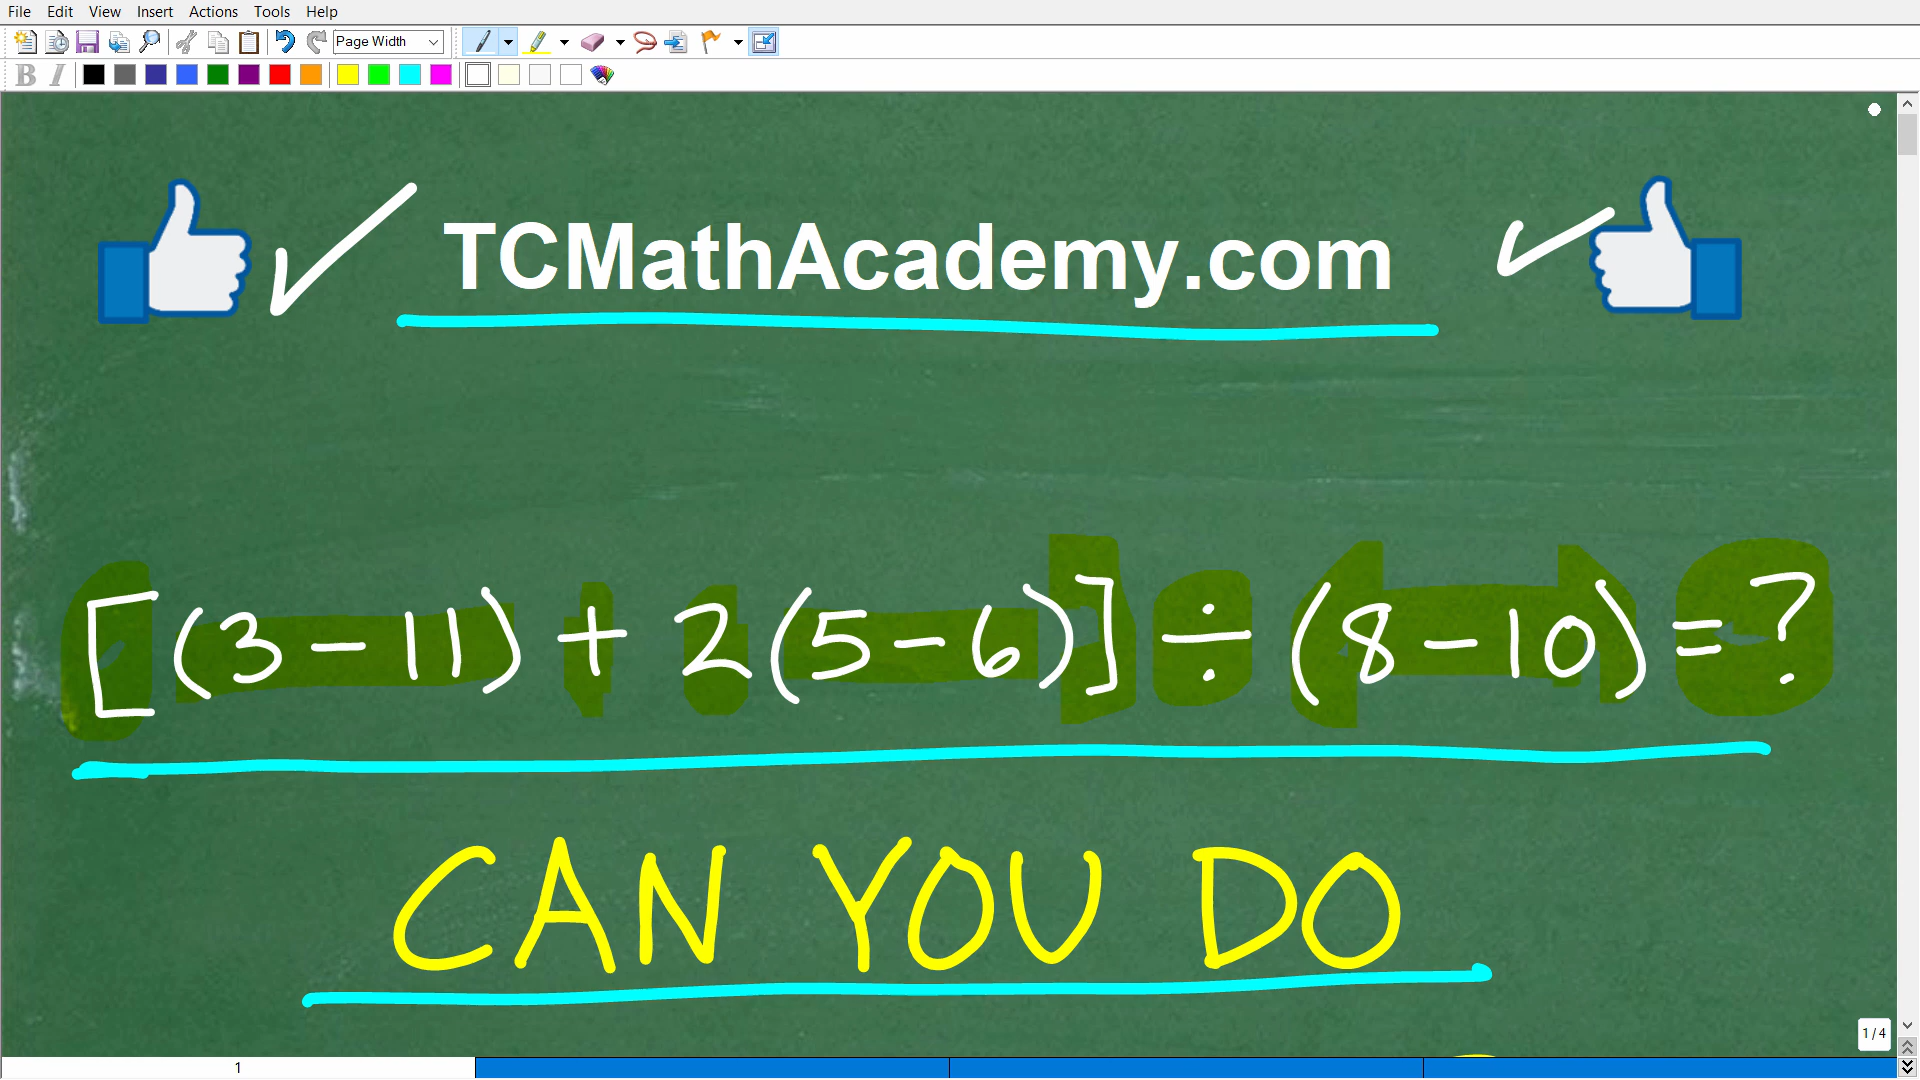 File Edit View Insert Actions Tools Help
Page Width
B I
TCMathAcademy.com
[(3-11) + 2(5-6)] ÷ (8-10) = ?
CAN YOU DO
1 / 4
1